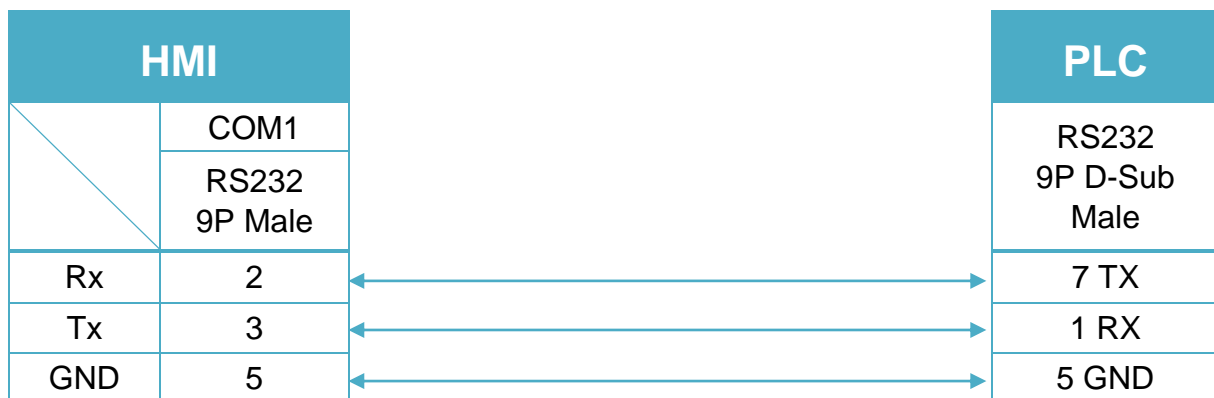 HMI
PLC
COM1
RS232
9P Male
RS232
9P D-Sub
Male
Rx 2 7 TX
Tx 3 1 RX
GND 5 5 GND